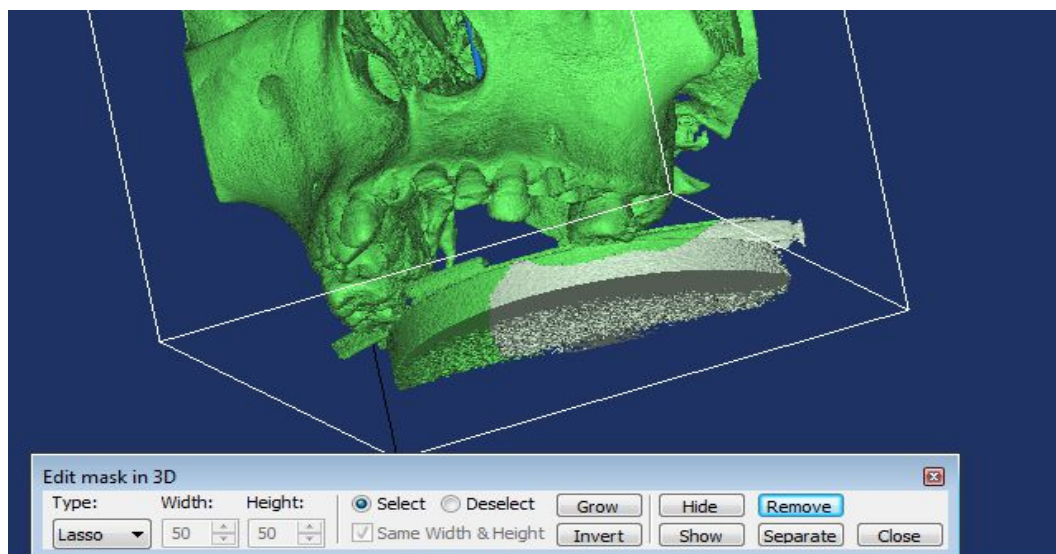 Edit mask in 3D
Type: Width: Height: Select Deselect Grow Hide Remove
Lasso 50 50 Same Width & Height Invert Show Separate Close